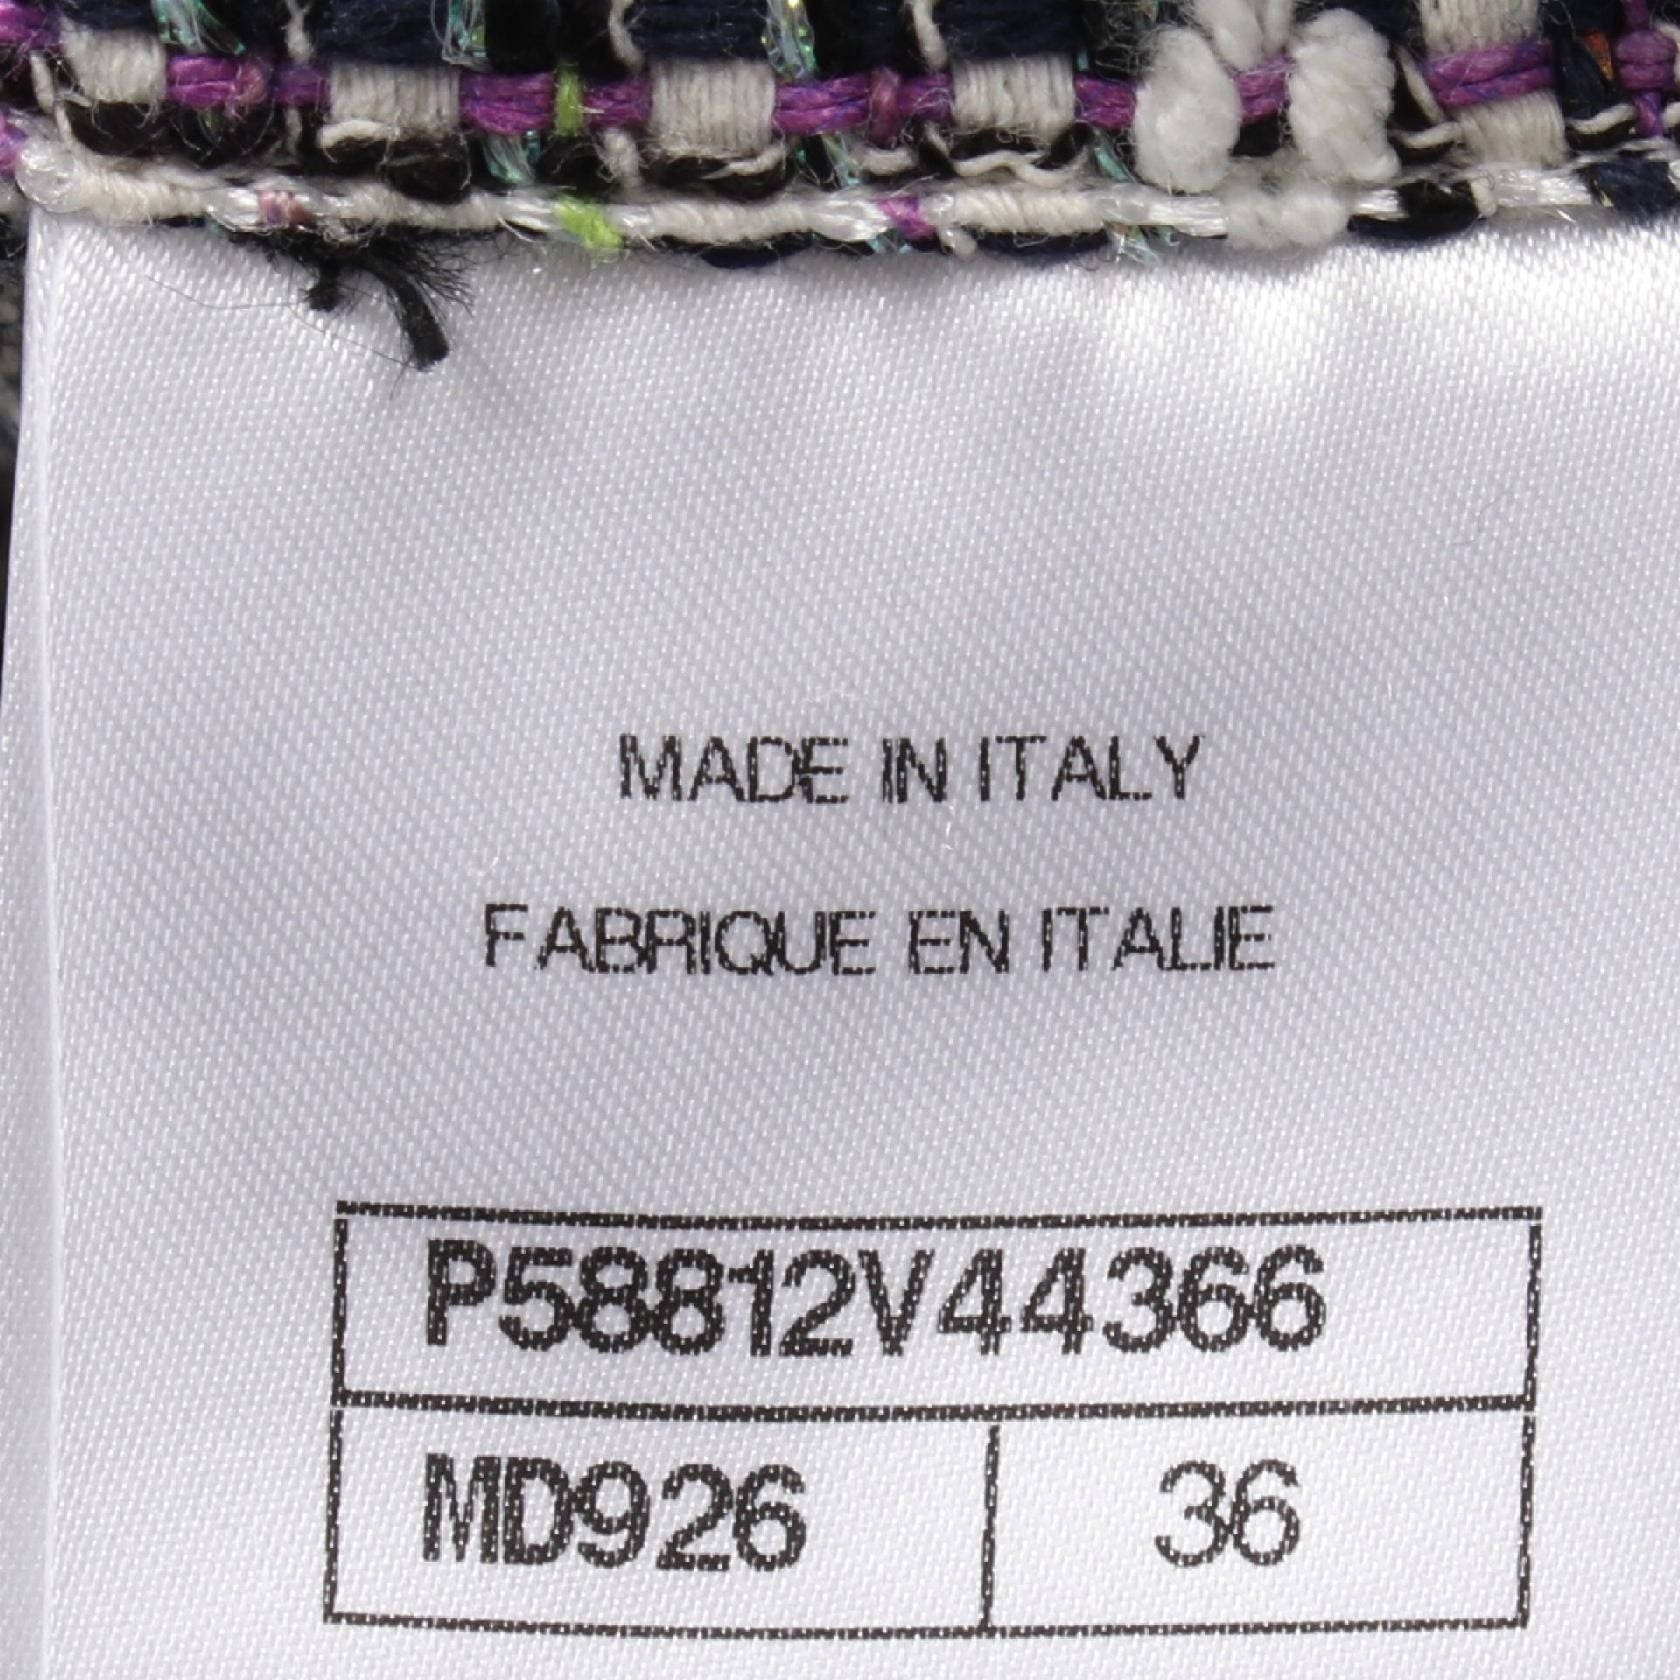 MADE IN ITALY
FABRIQUE EN ITALIE
P58812V44366
MD926 36